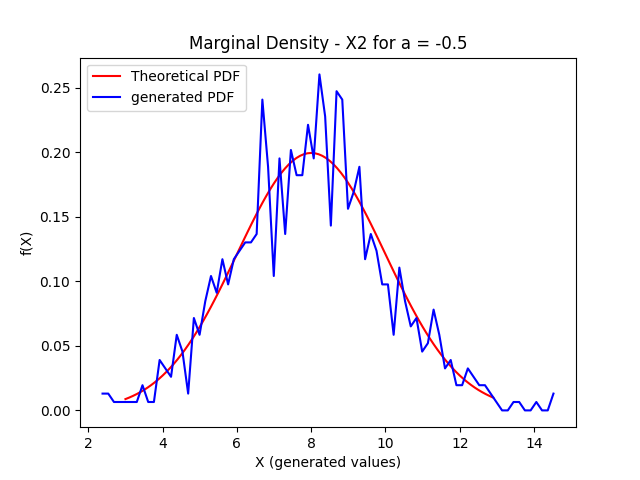 Marginal Density - X2 for a = -0.5
Theoretical PDF
generated PDF
f(X)
0.25
0.20
0.15
0.10
0.05
0.00
2 4 6 8 10 12 14
X (generated values)